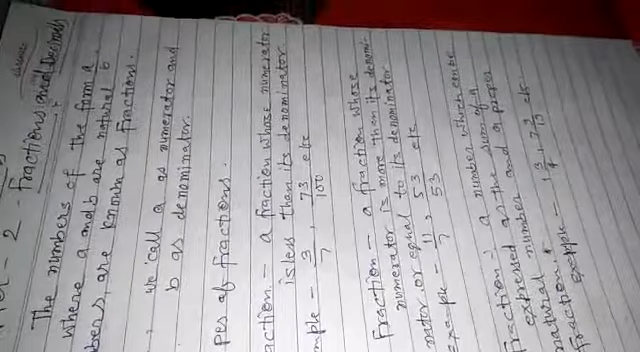 - 2 - Fractions and Decimals
The numbers of the form a
where a and b are natural b
bers, are known as fractions.
we call a as numerator and
b as denominator.
pes of fractions.
action. - a fraction whose numerator
is less than its denominator
mple - 3/7, 73/100 etc
Fraction - a fraction whose
numerator is more than its denomi-
nator or equal to its denominator
exa ple - 11/7, 53/53 etc
fraction - a number which can be
expressed as the sum of a
natural number and a proper
fraction.
example - 1 3/4, 7 3/10 etc